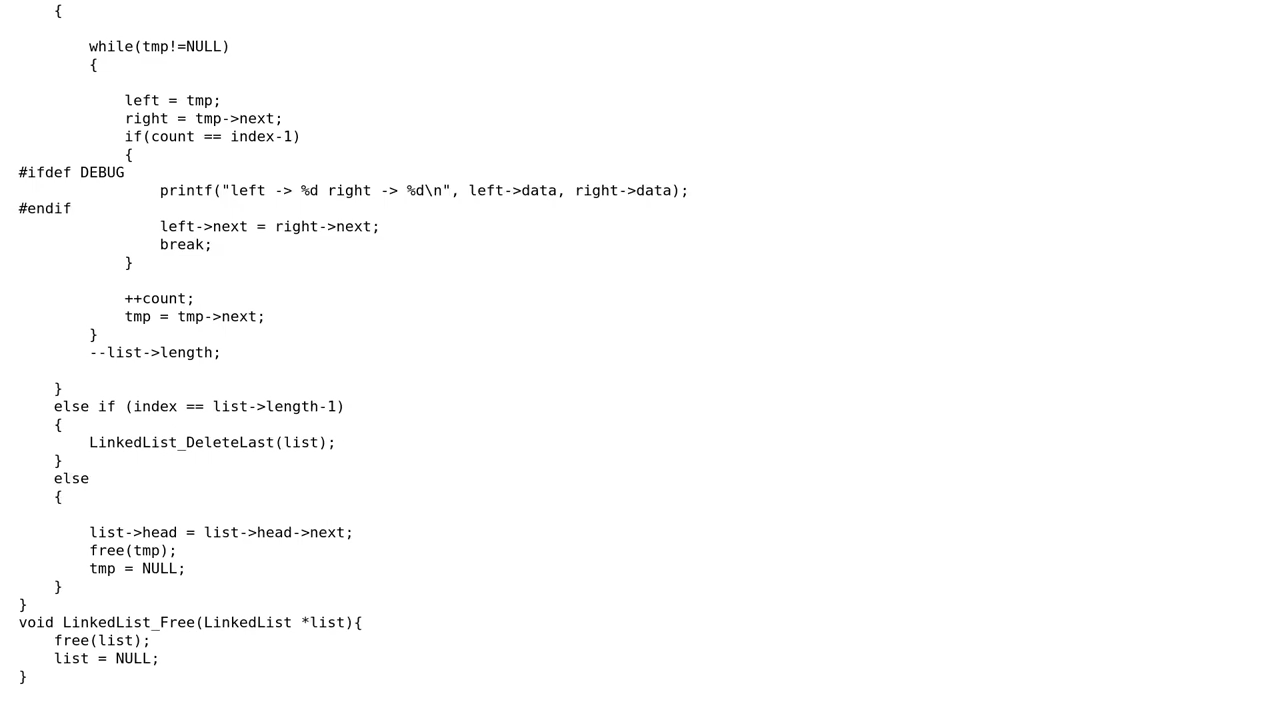 {

        while(tmp!=NULL)
        {

            left = tmp;
            right = tmp->next;
            if(count == index-1)
            {
#ifdef DEBUG
                printf("left -> %d right -> %d\n", left->data, right->data);
#endif
                left->next = right->next;
                break;
            }

            ++count;
            tmp = tmp->next;
        }
        --list->length;

    }
    else if (index == list->length-1)
    {
        LinkedList_DeleteLast(list);
    }
    else
    {

        list->head = list->head->next;
        free(tmp);
        tmp = NULL;
    }
}
void LinkedList_Free(LinkedList *list){
    free(list);
    list = NULL;
}